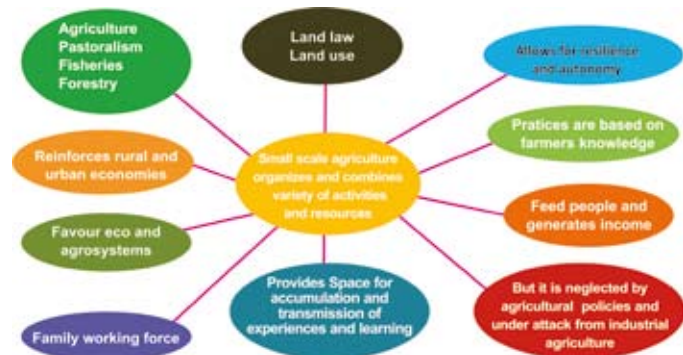 Agriculture
Pastoralism
Fisheries
Forestry
Land law
Land use
Allows for resilience
and autonomy
Reinforces rural and
urban economies
Small scale agriculture
organizes and combines
variety of activities
and resources
Pratices are based on
farmers knowledge
Favour eco and
agrosystems
Feed people and
generates income
Family working force
Provides Space for
accumulation and
transmission of
experiences and learning
But it is neglected by
agricultural policies and
under attack from industrial
agriculture